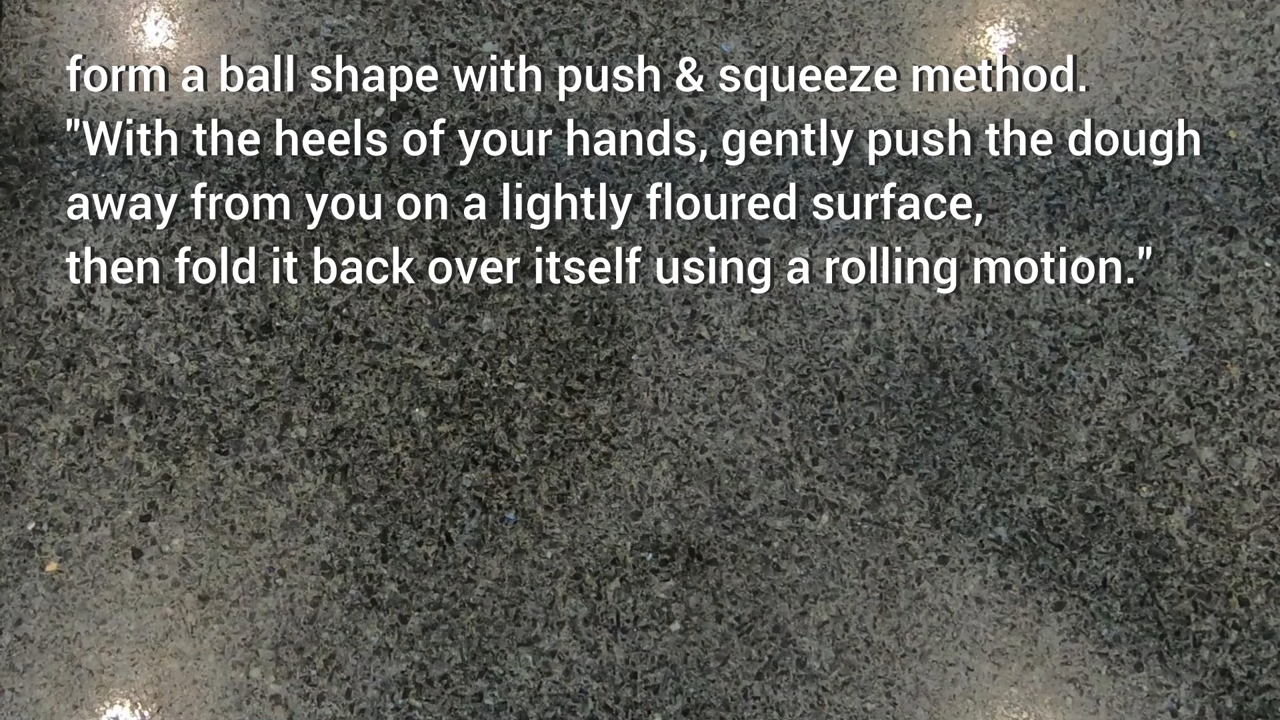 form a ball shape with push & squeeze method.
"With the heels of your hands, gently push the dough
away from you on a lightly floured surface,
then fold it back over itself using a rolling motion."